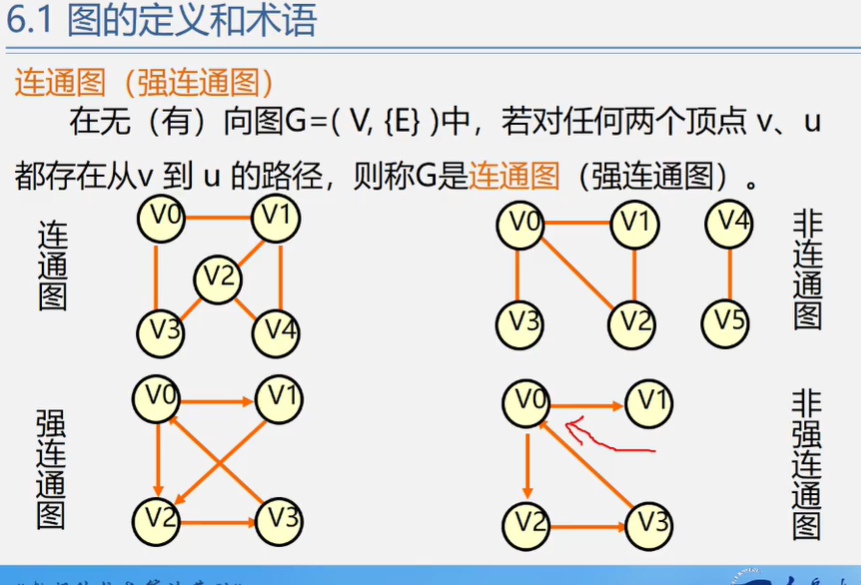 6.1 图的定义和术语
连通图（强连通图）
在无（有）向图G=( V, {E} )中，若对任何两个顶点 v、u
都存在从v 到 u 的路径，则称G是连通图（强连通图）。
连通图
V0 V1
V2
V3 V4
V0 V1 V4
V3 V2 V5
非连通图
强连通图
V0 V1
V2 V3
V0 V1
V2 V3
非强连通图